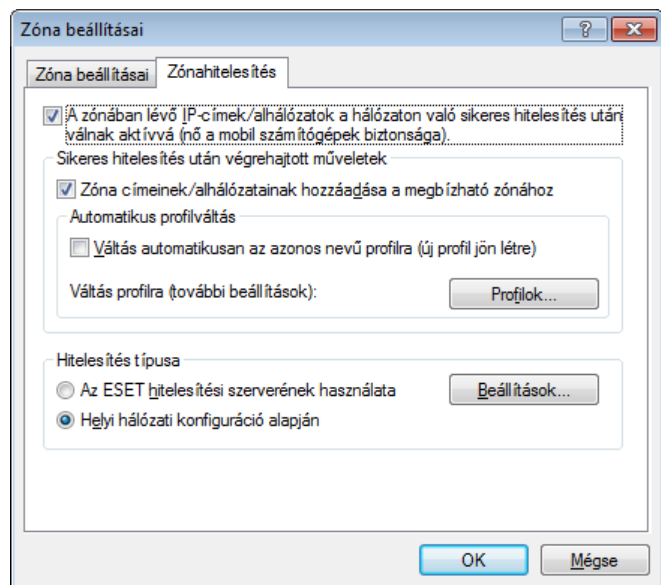 Zóna beállításai
Zóna beállításai
Zónahitelesítés
A zónában lévő IP-címek/alhálózatok a hálózaton való sikeres hitelesítés után
válnak aktívvá (nő a mobil számítógépek biztonsága).
Sikeres hitelesítés után végrehajtott műveletek
Zóna címeinek/alhálózatainak hozzáadása a megbízható zónához
Automatikus profilváltás
Váltás automatikusan az azonos nevű profilra (új profil jön létre)
Váltás profilra (további beállítások):
Profilok...
Hitelesítés típusa
Az ESET hitelesítési szerverének használata
Beállítások...
Helyi hálózati konfiguráció alapján
OK
Mégse